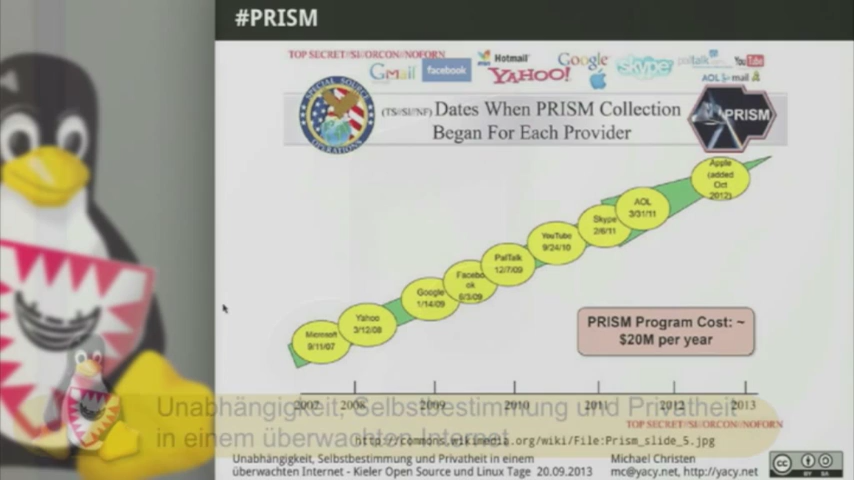 #PRISM
TOP SECRET//SI//ORCON//NOFORN
Hotmail
Google
Gmail
facebook
YAHOO!
skype
paltalk
YouTube
AOL mail
SPECIAL SOURCE OPERATIONS
(TS//SI//NF) Dates When PRISM Collection
Began For Each Provider
PRISM
Apple
(added
Oct
2012)
AOL
3/31/11
Skype
2/6/11
YouTube
9/24/10
PalTalk
12/7/09
Facebo
ok
6/3/09
Google
1/14/09
Yahoo
3/12/08
Microsoft
9/11/07
PRISM Program Cost: ~
$20M per year
2007 2008 2009 2010 2011 2012 2013
Unabhängigkeit, Selbstbestimmung und Privatheit
in einem überwachten Internet
TOP SECRET//SI//ORCON//NOFORN
http://commons.wikimedia.org/wiki/File:Prism_slide_5.jpg
Unabhängigkeit, Selbstbestimmung und Privatheit in einem
überwachten Internet - Kieler Open Source und Linux Tage 20.09.2013
Michael Christen
mc@yacy.net, http://yacy.net
cc
BY SA